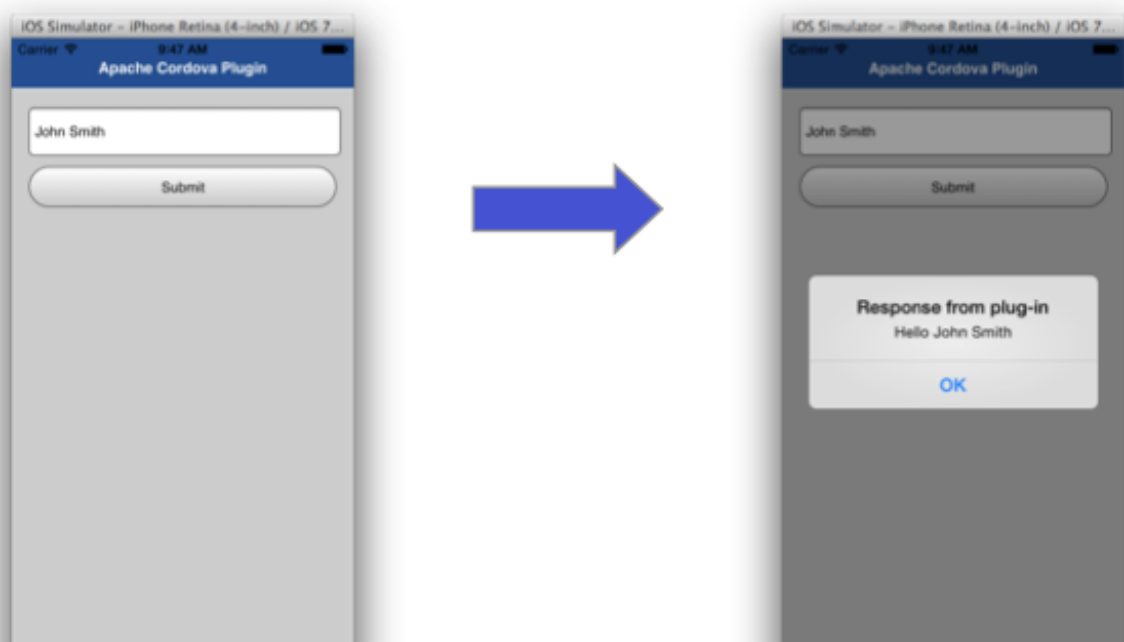 iOS Simulator - iPhone Retina (4-inch) / iOS 7....
Carrier 9:47 AM
Apache Cordova Plugin
John Smith
Submit
iOS Simulator - iPhone Retina (4-inch) / iOS 7....
Carrier 9:47 AM
Apache Cordova Plugin
John Smith
Submit
Response from plug-in
Hello John Smith
OK